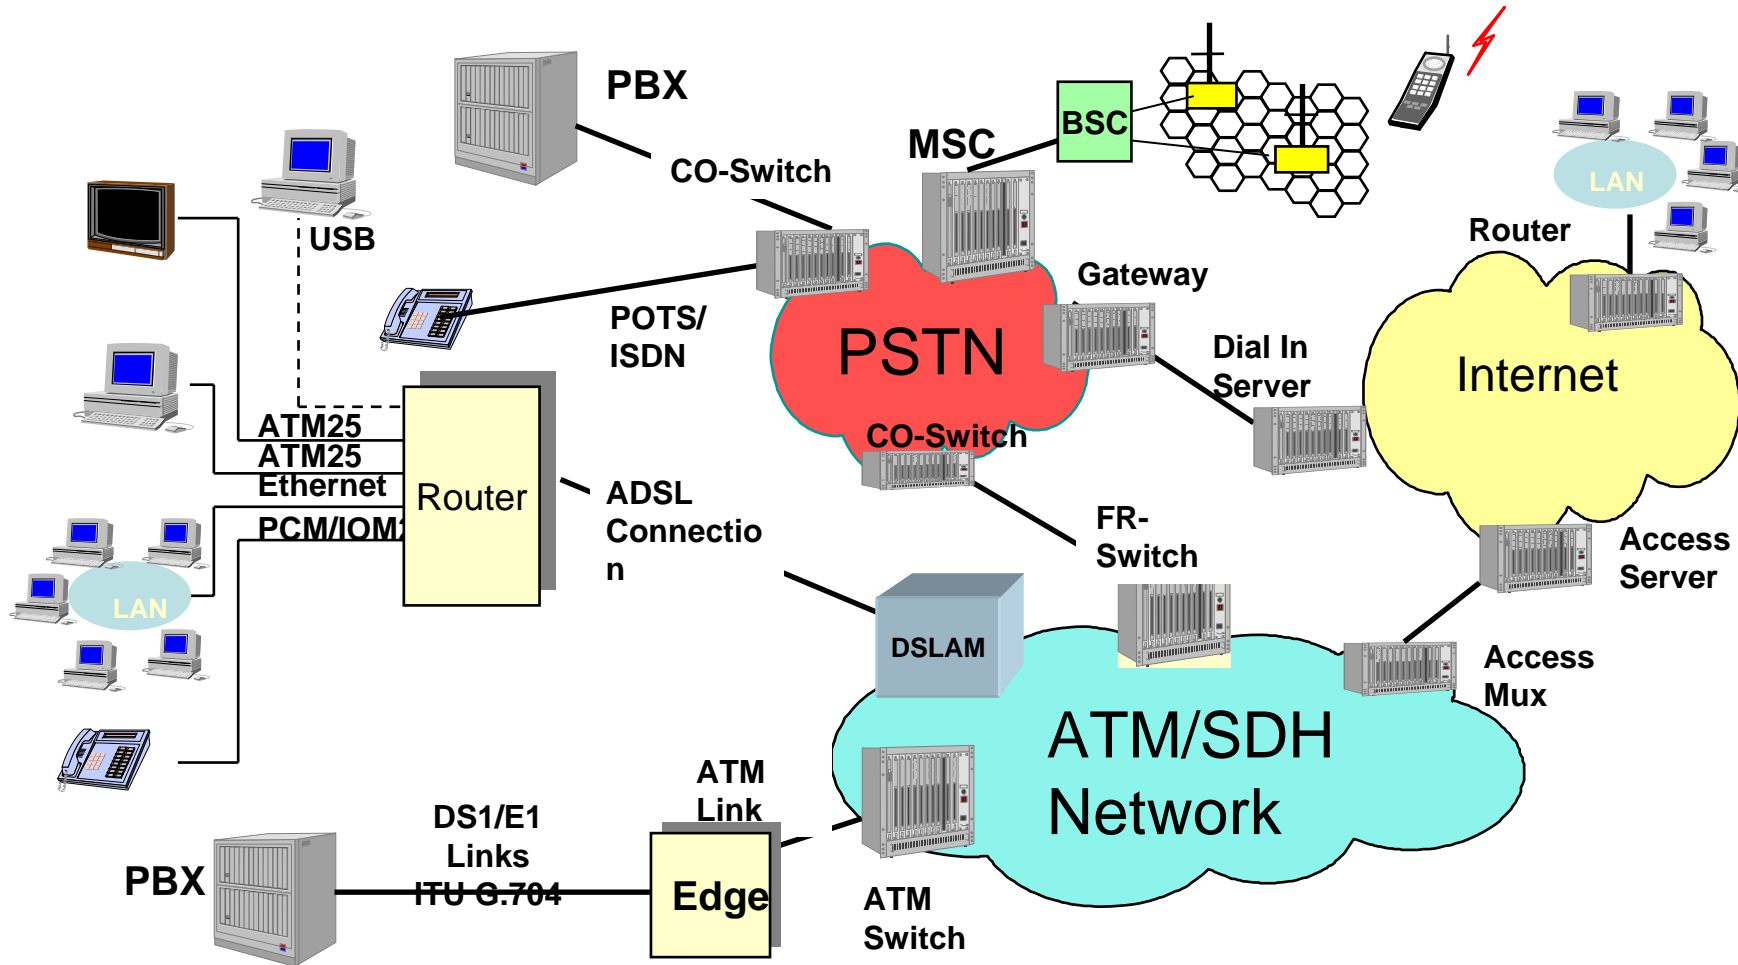 PBX
BSC
MSC
CO-Switch
LAN
USB
Router
Gateway
POTS/
ISDN
PSTN
Dial In
Server
Internet
ATM25
ATM25
Ethernet
PCM/IOM2
Router
CO-Switch
ADSL
Connectio
n
FR-
Switch
Access
Server
LAN
DSLAM
Access
Mux
ATM/SDH
Network
ATM
Link
DS1/E1
Links
ITU G.704
PBX
Edge
ATM
Switch